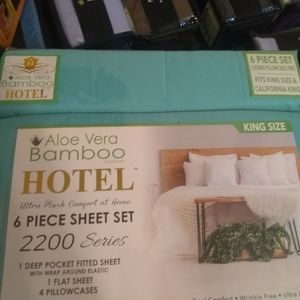 Aloe Vera
Bamboo
HOTEL
6 PIECE SET
FITS KING SIZE &
CALIFORNIA KING
KING SIZE
Aloe Vera
Bamboo
HOTEL
Ultra Plush Comfort at Home
6 PIECE SHEET SET
2200 Series
1 DEEP POCKET FITTED SHEET
WITH WRAP AROUND ELASTIC
1 FLAT SHEET
4 PILLOWCASES
Comfort • Wrinkle Free • Ultra